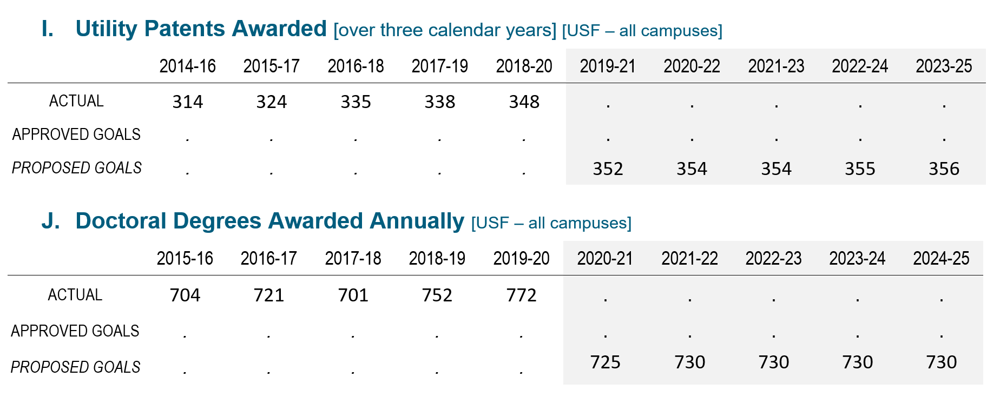 I. Utility Patents Awarded [over three calendar years] [USF – all campuses]
2014-16 2015-17 2016-18 2017-19 2018-20 2019-21 2020-22 2021-23 2022-24 2023-25
ACTUAL 314 324 335 338 348 . . . . .
APPROVED GOALS . . . . . . . . . .
PROPOSED GOALS . . . . . 352 354 354 355 356
J. Doctoral Degrees Awarded Annually [USF – all campuses]
2015-16 2016-17 2017-18 2018-19 2019-20 2020-21 2021-22 2022-23 2023-24 2024-25
ACTUAL 704 721 701 752 772 . . . . .
APPROVED GOALS . . . . . . . . . .
PROPOSED GOALS . . . . . 725 730 730 730 730